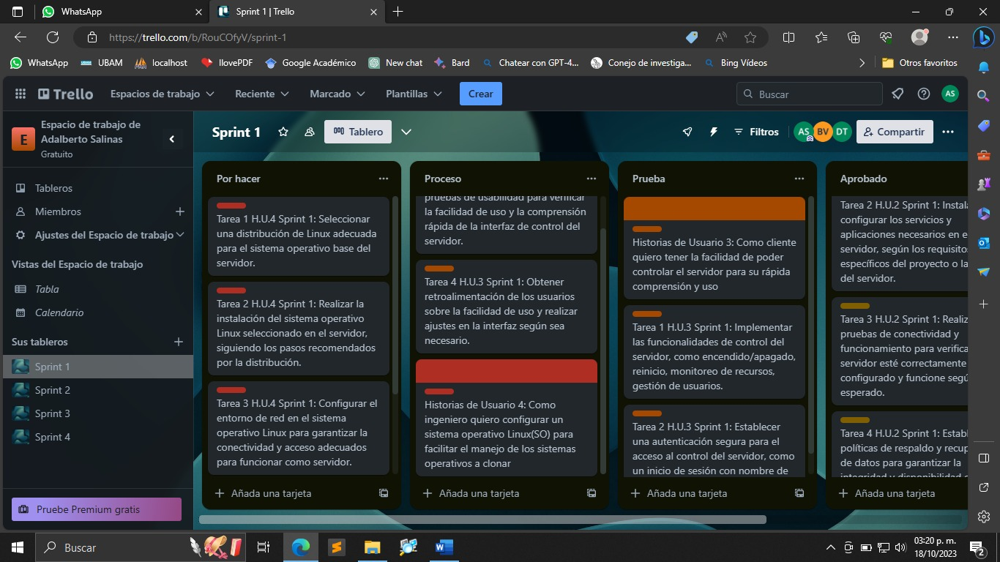 WhatsApp
Sprint 1 | Trello
https://trello.com/b/RouCOfyV/sprint-1
WhatsApp
UBAM
localhost
IlovePDF
Google Académico
New chat
Bard
Chatear con GPT-4...
Conejo de investiga...
Bing Vídeos
Otros favoritos
Trello
Espacios de trabajo
Reciente
Marcado
Plantillas
Crear
Buscar
AS
E
Espacio de trabajo de
Adalberto Salinas
Gratuito
Tableros
Miembros
Ajustes del Espacio de trabajo
Vistas del Espacio de trabajo
Tabla
Calendario
Sus tableros
Sprint 1
Sprint 2
Sprint 3
Sprint 4
Pruebe Premium gratis
Sprint 1
Tablero
Filtros
AS
BV
DT
Compartir
Por hacer
Tarea 1 H.U.4 Sprint 1: Seleccionar
una distribución de Linux adecuada
para el sistema operativo base del
servidor.
Tarea 2 H.U.4 Sprint 1: Realizar la
instalación del sistema operativo
Linux seleccionado en el servidor,
siguiendo los pasos recomendados
por la distribución.
Tarea 3 H.U.4 Sprint 1: Configurar el
entorno de red en el sistema
operativo Linux para garantizar la
conectividad y acceso adecuados
para funcionar como servidor.
Añada una tarjeta
Proceso
pruebas de usabilidad para verificar
la facilidad de uso y la comprensión
rápida de la interfaz de control del
servidor.
Tarea 4 H.U.3 Sprint 1: Obtener
retroalimentación de los usuarios
sobre la facilidad de uso y realizar
ajustes en la interfaz según sea
necesario.
Historias de Usuario 4: Como
ingeniero quiero configurar un
sistema operativo Linux(SO) para
facilitar el manejo de los sistemas
operativos a clonar
Añada una tarjeta
Prueba
Historias de Usuario 3: Como cliente
quiero tener la facilidad de poder
controlar el servidor para su rápida
comprensión y uso
Tarea 1 H.U.3 Sprint 1: Implementar
las funcionalidades de control del
servidor, como encendido/apagado,
reinicio, monitoreo de recursos,
gestión de usuarios.
Tarea 2 H.U.3 Sprint 1: Establecer
una autenticación segura para el
acceso al control del servidor, como
un inicio de sesión con nombre de
Añada una tarjeta
Aprobado
Tarea 2 H.U.2 Sprint 1: Instal
configurar los servicios y
aplicaciones necesarios en e
servidor, según los requisito
específicos del proyecto o la
del servidor.
Tarea 3 H.U.2 Sprint 1: Realiz
pruebas de conectividad y
funcionamiento para verifica
servidor esté correctamente
configurado y funcione segú
esperado.
Tarea 4 H.U.2 Sprint 1: Establ
políticas de respaldo y recup
de datos para garantizar la
integridad y disponibilidad
Añada una tarjeta
Buscar
03:20 p. m.
18/10/2023
2